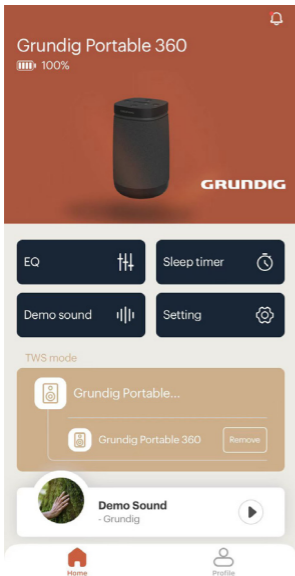 Grundig Portable 360
100%
GRUNDIG
EQ
Sleep timer
Demo sound
Setting
TWS mode
Grundig Portable...
Grundig Portable 360
Remove
Demo Sound
- Grundig
Home
Profile